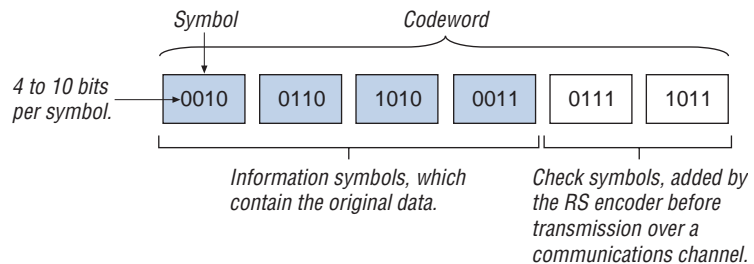 Symbol
Codeword
4 to 10 bits
per symbol.
0010 0110 1010 0011 0111 1011
Information symbols, which
contain the original data.
Check symbols, added by
the RS encoder before
transmission over a
communications channel.